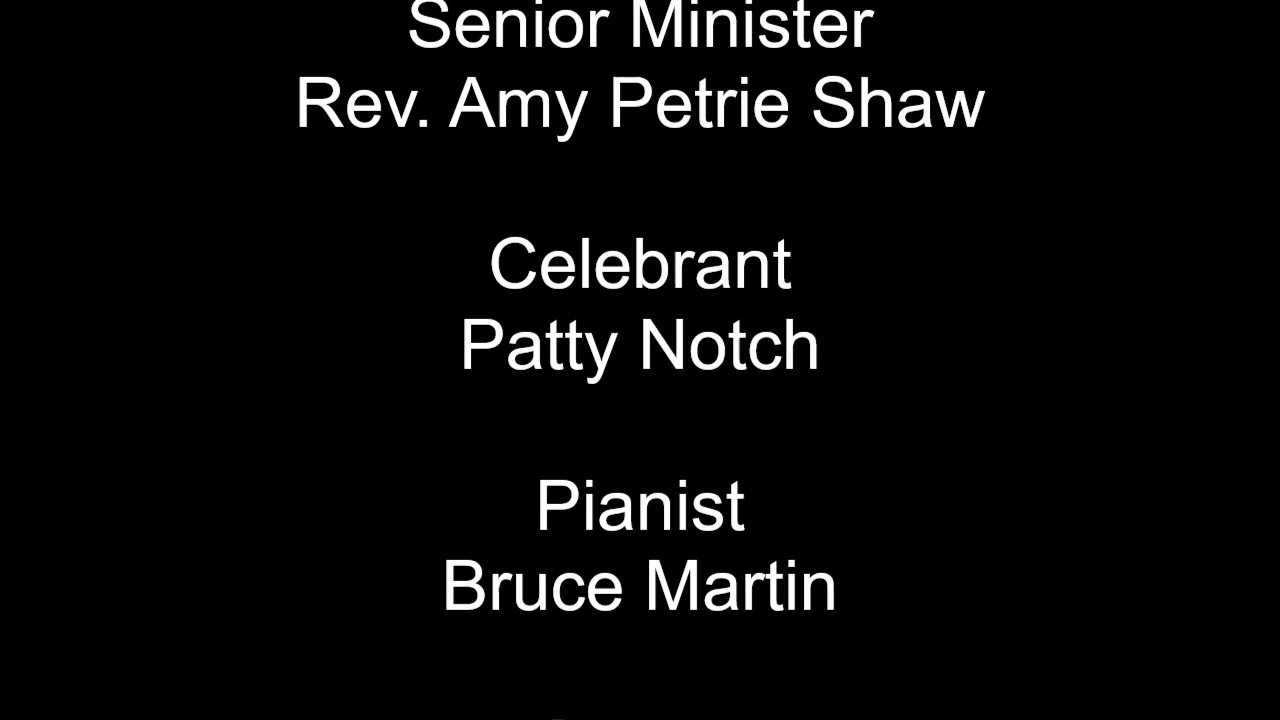 Senior Minister
Rev. Amy Petrie Shaw
Celebrant
Patty Notch
Pianist
Bruce Martin